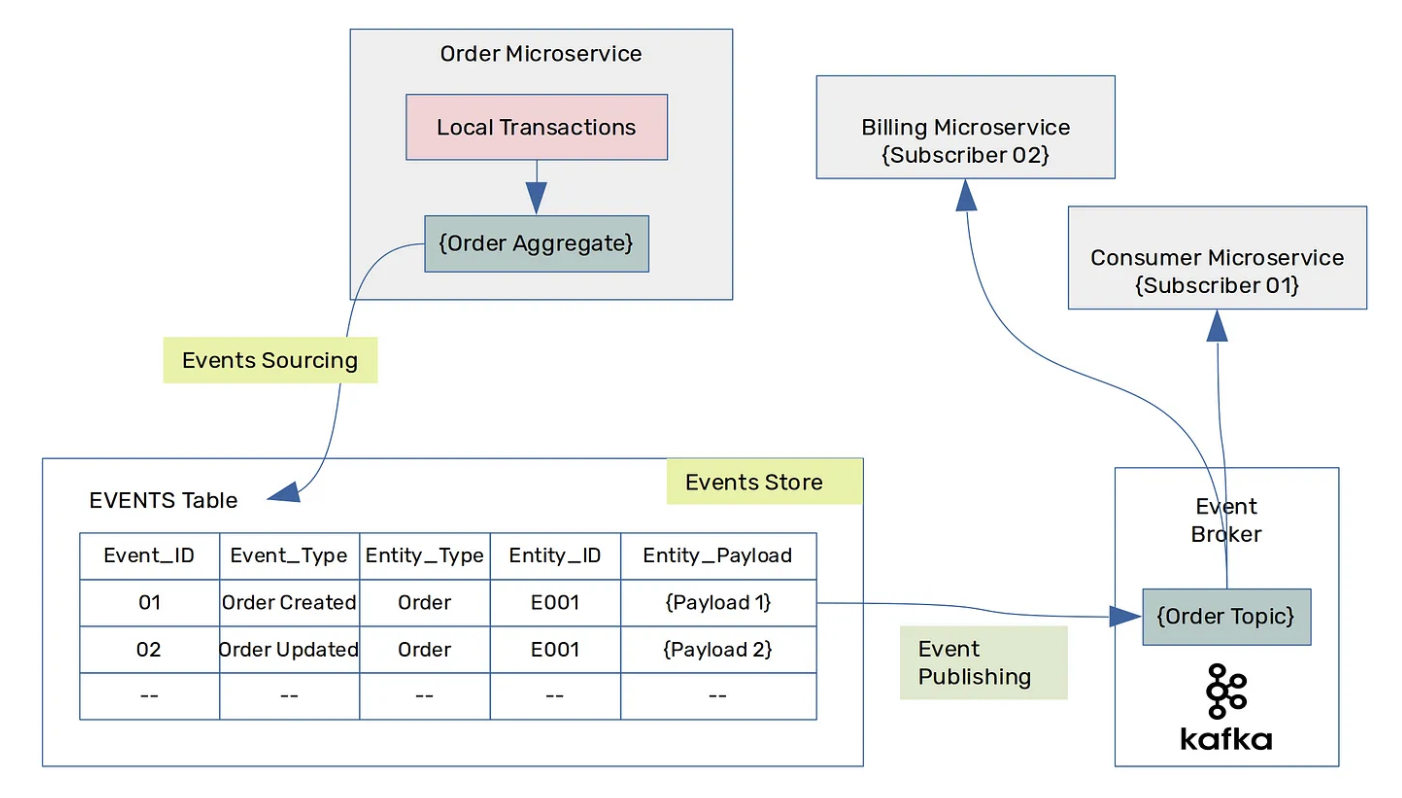 Order Microservice
Local Transactions
{Order Aggregate}
Billing Microservice
{Subscriber 02}
Consumer Microservice
{Subscriber 01}
Events Sourcing
Events Store
EVENTS Table
Event_ID Event_Type Entity_Type Entity_ID Entity_Payload
01 Order Created Order E001 {Payload 1}
02 Order Updated Order E001 {Payload 2}
-- -- -- -- --
Event
Publishing
Event
Broker
{Order Topic}
kafka